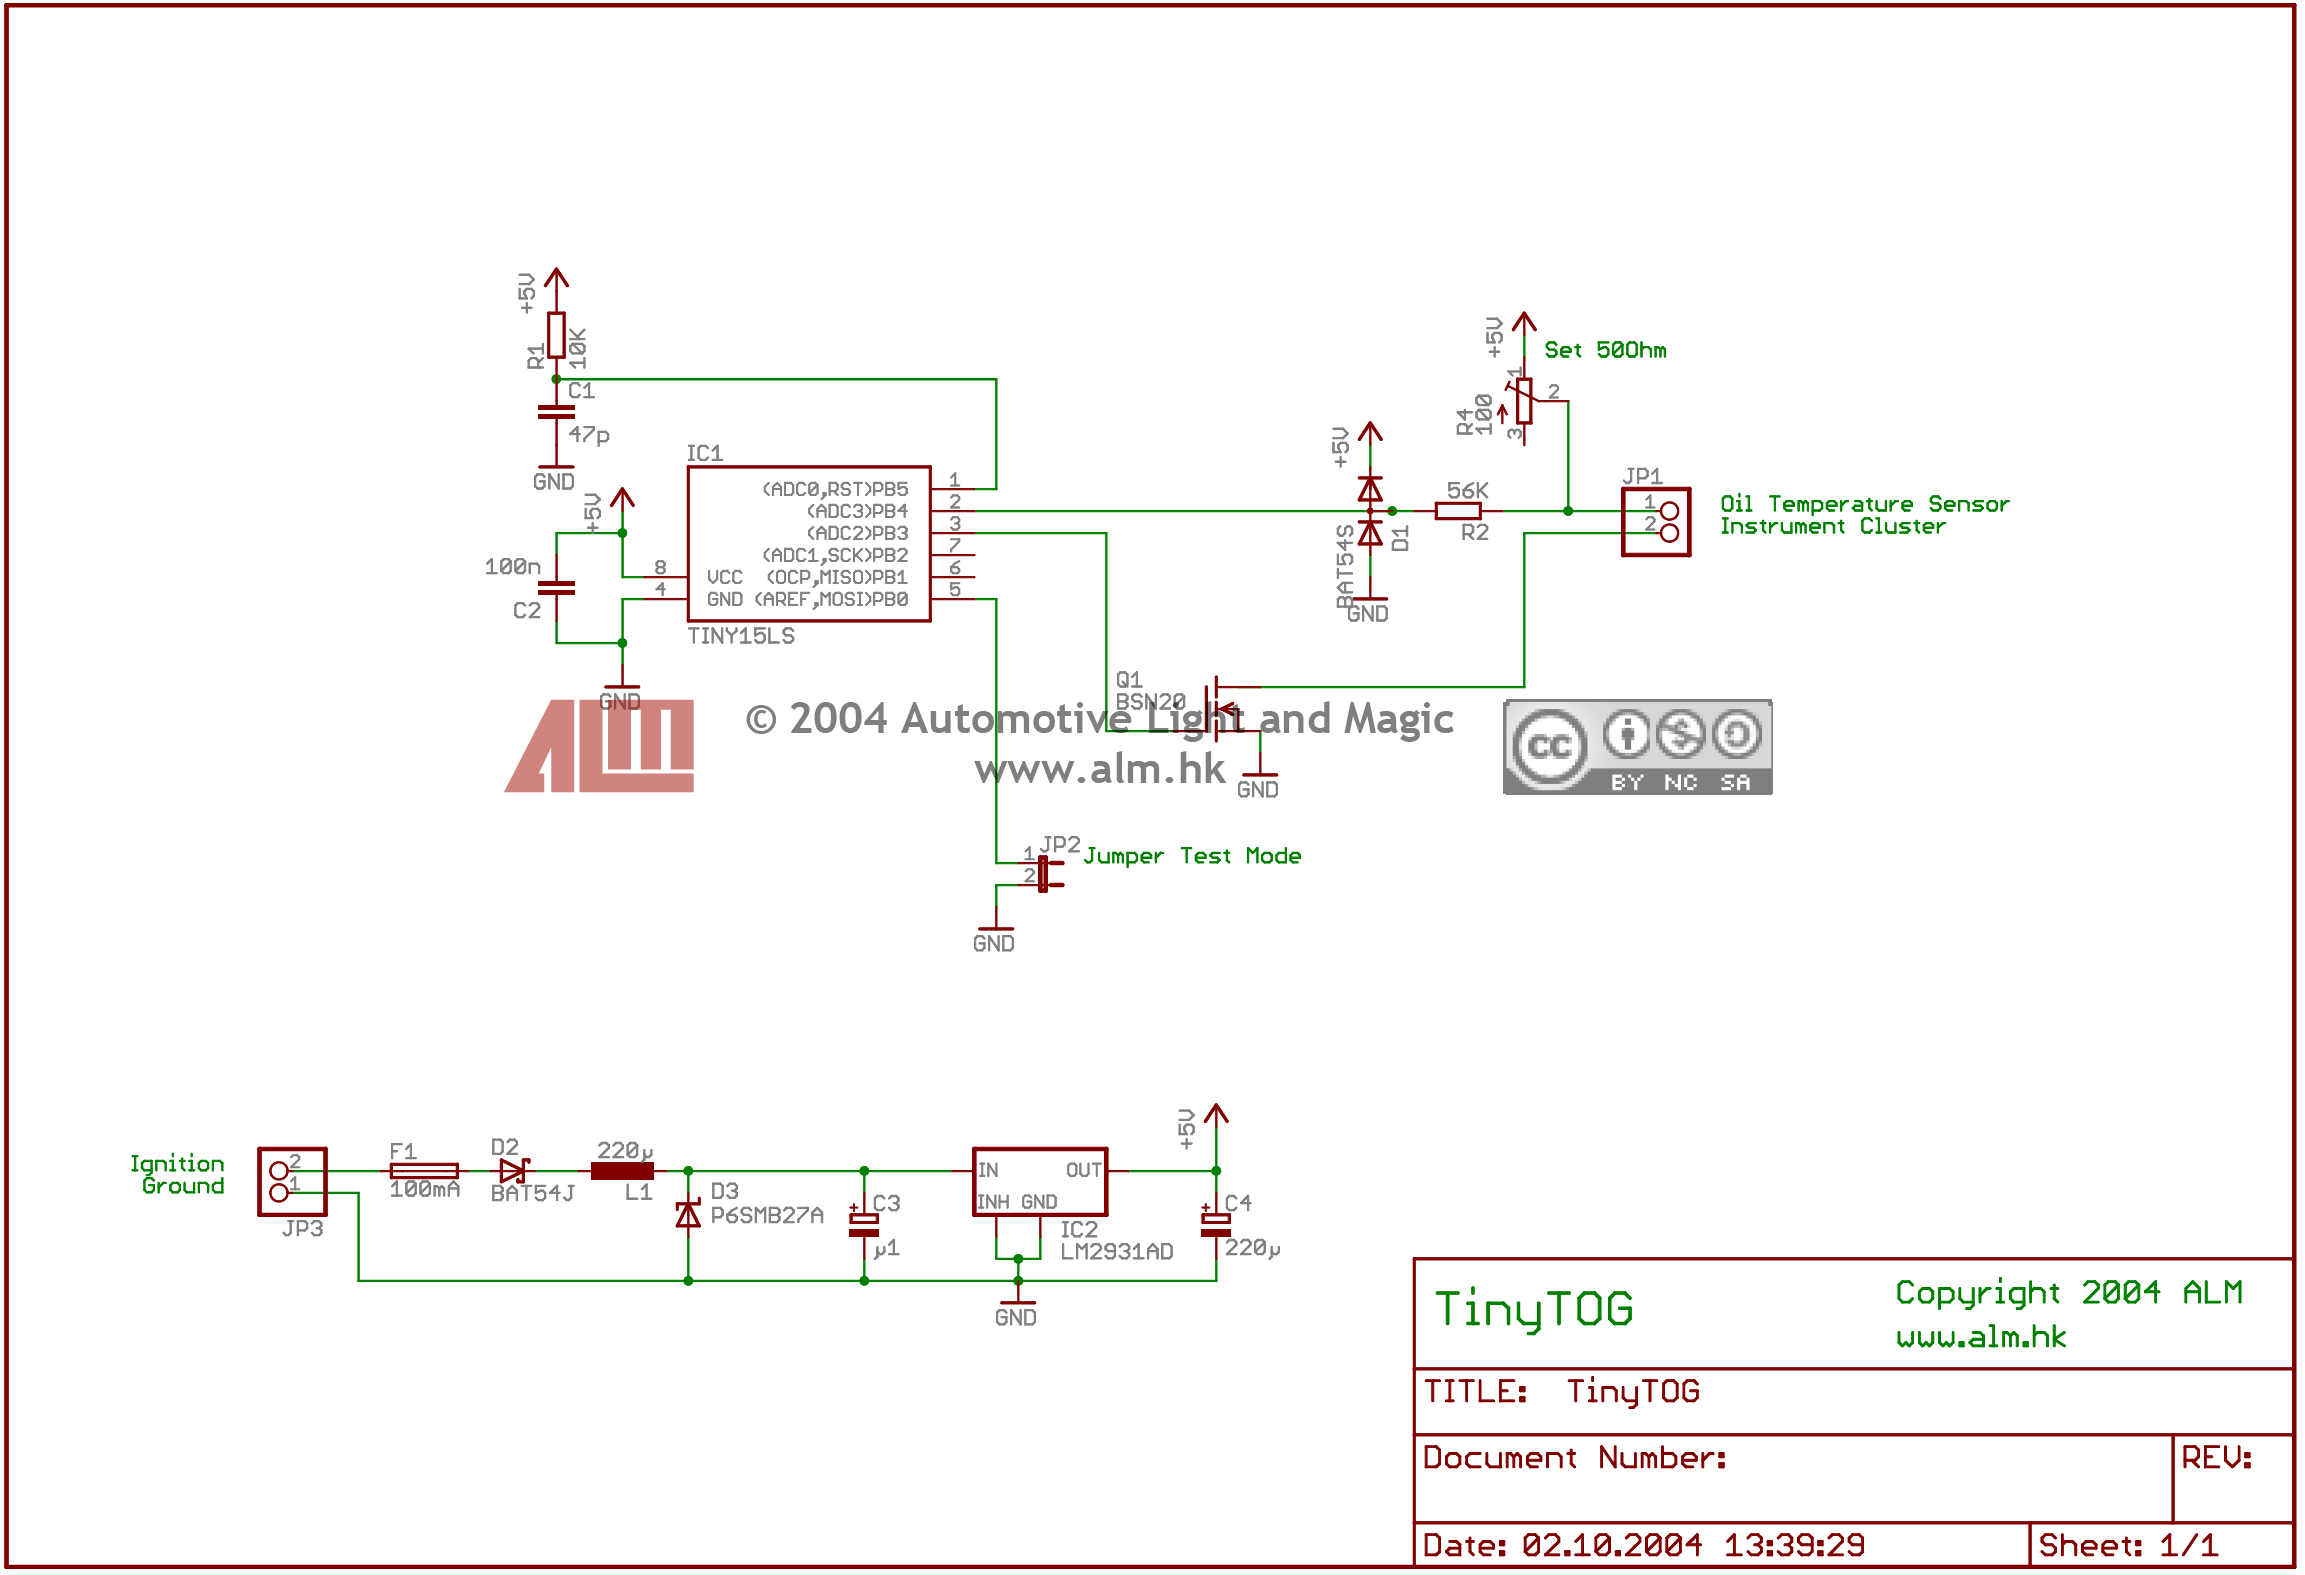 +5V
R1
10K
C1
47p
GND
+5V
100n
C2
GND
IC1
(ADC0,RST)PB5
(ADC3)PB4
(ADC2)PB3
(ADC1,SCK)PB2
VCC (OCP,MISO)PB1
GND (AREF,MOSI)PB0
1
2
3
7
6
5
8
4
TINY15LS
+5V
BAT54S
D1
GND
56K
R2
+5V
Set 50Ohm
1
2
3
R4
100
JP1
1
2
Oil Temperature Sensor
Instrument Cluster
Q1
BSN20
GND
ALM
© 2004 Automotive Light and Magic
www.alm.hk
cc
BY NC SA
JP2
1
2
Jumper Test Mode
GND
Ignition
Ground
2
1
JP3
F1
100mA
D2
BAT54J
220µ
L1
D3
P6SMB27A
+
C3
µ1
IN OUT
INH GND
IC2
LM2931AD
+5V
+
C4
220µ
GND
TinyTOG
Copyright 2004 ALM
www.alm.hk
TITLE: TinyTOG
Document Number:
REV:
Date: 02.10.2004 13:39:29
Sheet: 1/1